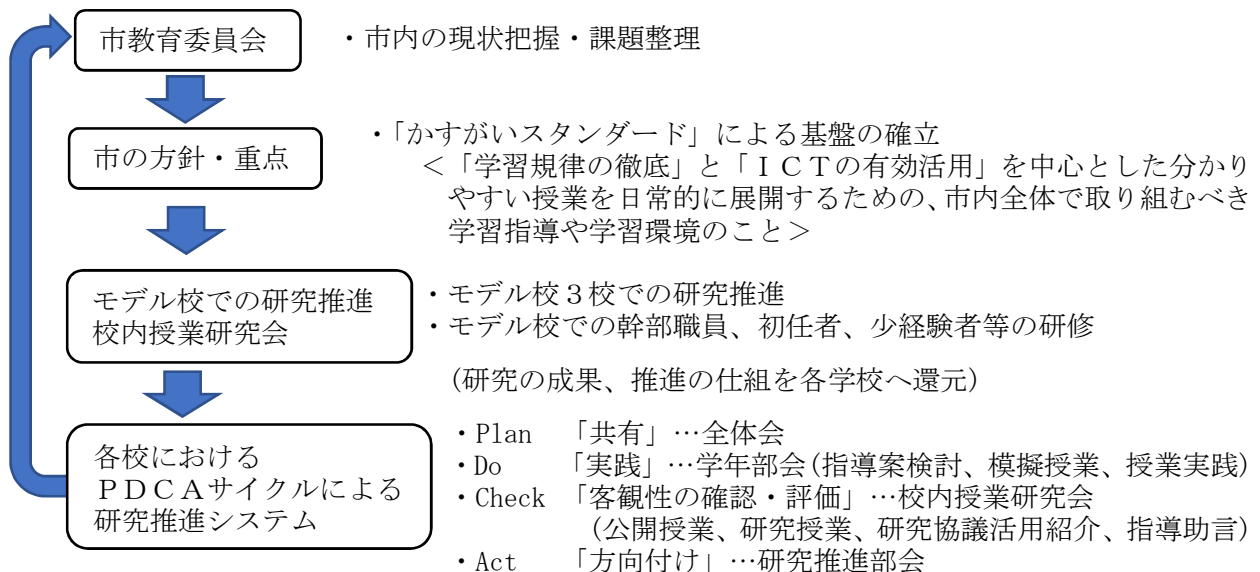 市教育委員会
・市内の現状把握・課題整理
市の方針・重点
・「かすがいスタンダード」による基盤の確立
＜「学習規律の徹底」と「ＩＣＴの有効活用」を中心とした分かり
やすい授業を日常的に展開するための、市内全体で取り組むべき
学習指導や学習環境のこと＞
モデル校での研究推進
校内授業研究会
・モデル校３校での研究推進
・モデル校での幹部職員、初任者、少経験者等の研修
(研究の成果、推進の仕組を各学校へ還元)
各校における
ＰＤＣＡサイクルによる
研究推進システム
・Plan 「共有」…全体会
・Do 「実践」…学年部会(指導案検討、模擬授業、授業実践)
・Check 「客観性の確認・評価」…校内授業研究会
(公開授業、研究授業、研究協議活用紹介、指導助言)
・Act 「方向付け」…研究推進部会